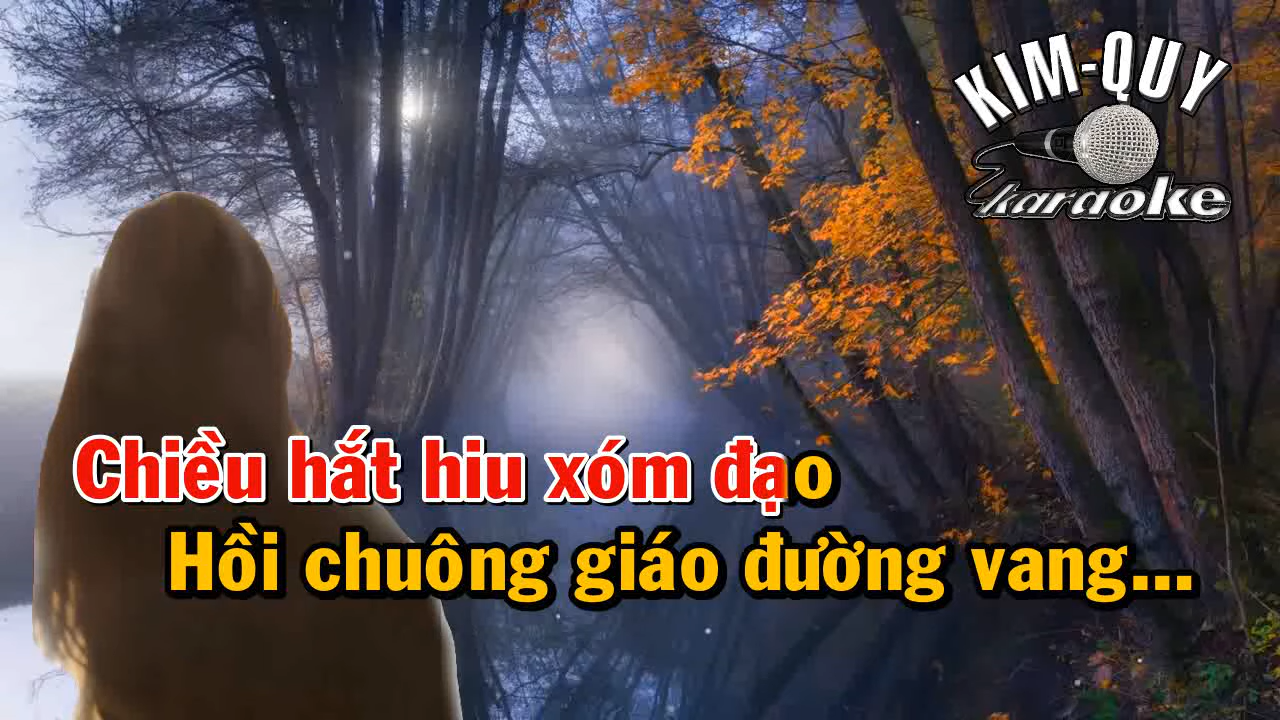 KIM-QUY
karaoke
Chiều hắt hiu xóm đạo
Hồi chuông giáo đường vang...